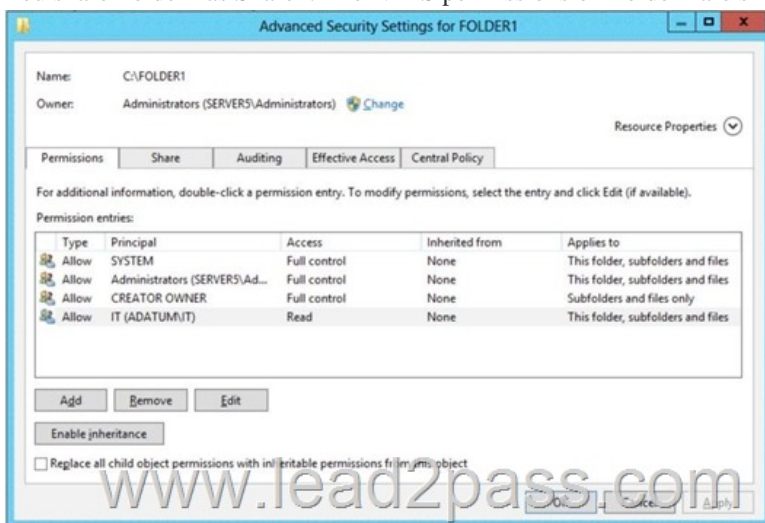 Advanced Security Settings for FOLDER1
Name: C:\FOLDER1
Owner: Administrators (SERVER5\Administrators) Change
Resource Properties
Permissions Share Auditing Effective Access Central Policy
For additional information, double-click a permission entry. To modify permissions, select the entry and click Edit (if available).
Permission entries:
Type Principal Access Inherited from Applies to
Allow SYSTEM Full control None This folder, subfolders and files
Allow Administrators (SERVER5\Ad... Full control None This folder, subfolders and files
Allow CREATOR OWNER Full control None Subfolders and files only
Allow IT (ADATUM\IT) Read None This folder, subfolders and files
Add Remove Edit
Enable inheritance
Replace all child object permissions with inheritable permissions from this object
www.lead2pass.com
Apply